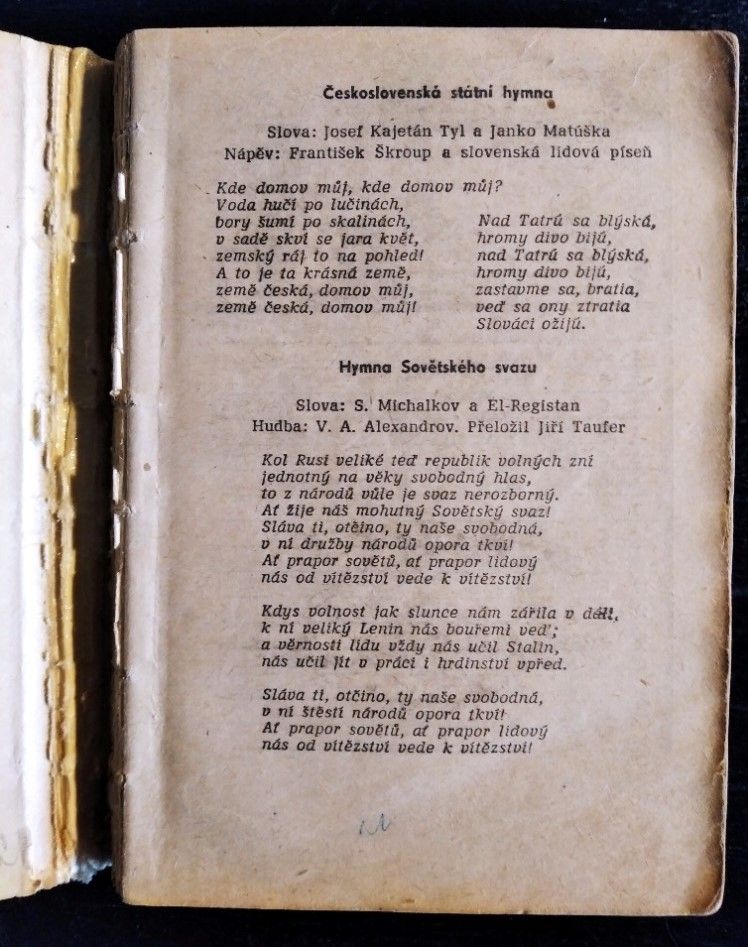 Československá státní hymna
Slova: Josef Kajetán Tyl a Janko Matúška
Nápěv: František Škroup a slovenská lidová píseň
Kde domov můj, kde domov můj?
Voda hučí po lučinách,
bory šumí po skalinách,
v sadě skví se jara květ,
zemský ráj to na pohled!
A to je ta krásná země,
země česká, domov můj,
země česká, domov můj!
Nad Tatrú sa blýská,
hromy divo bijú,
nad Tatrú sa blýská,
hromy divo bijú,
zastavme sa, bratia,
veď sa ony ztratia
Slováci ožijú.
Hymna Sovětského svazu
Slova: S. Michalkov a El-Registan
Hudba: V. A. Alexandrov. Přeložil Jiří Taufer
Kol Rusi veliké teď republik volných zní
jednotný na věky svobodný hlas,
to z národů vůle je svaz nerozborný.
Ať žije náš mohutný Sovětský svaz!
Sláva ti, otčino, ty naše svobodná,
v ní družby národů opora tkví!
Ať prapor sovětů, ať prapor lidový
nás od vítězství vede k vítězství!
Kdys volnost jak slunce nám zářila v dáli,
k ní veliký Lenin nás bouřemi veď;
a věrnosti lidu vždy nás učil Stalin,
nás učil jít v práci i hrdinství vpřed.
Sláva ti, otčino, ty naše svobodná,
v ní štěstí národů opora tkví!
Ať prapor sovětů, ať prapor lidový
nás od vítězství vede k vítězství!